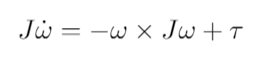 Jω̇ = −ω × Jω + τ